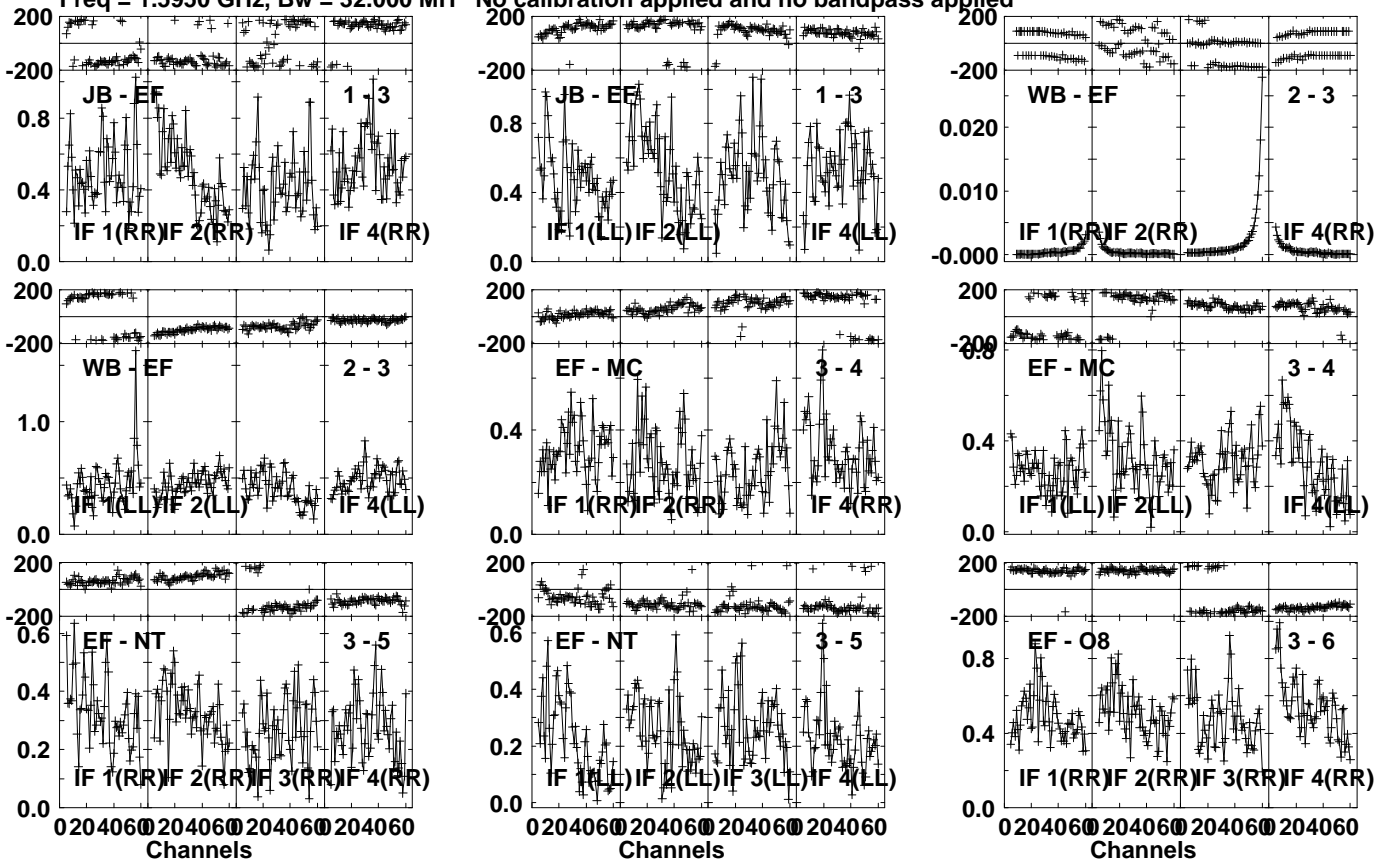 Freq = 1.5950 GHz, Bw = 32.000 MH No calibration applied and no bandpass applied
200
-200
JB - EF 1 - 3
0.8
0.4
0.0
IF 1(RR) IF 2(RR) IF 4(RR)
200
-200
JB - EF 1 - 3
0.8
0.4
0.0
IF 1(LL) IF 2(LL) IF 4(LL)
200
-200
WB - EF 2 - 3
0.020
0.010
-0.000
IF 1(RR) IF 2(RR) IF 4(RR)
200
-200
WB - EF 2 - 3
1.0
0.0
IF 1(LL) IF 2(LL) IF 4(LL)
200
-200
EF - MC 3 - 4
0.4
0.0
IF 1(RR) IF 2(RR) IF 4(RR)
200
-200
0.8
EF - MC 3 - 4
0.4
0.0
IF 1(LL) IF 2(LL) IF 4(LL)
200
-200
0.6
EF - NT 3 - 5
0.4
0.2
0.0
IF 1(RR) IF 2(RR) IF 3(RR) IF 4(RR)
0 20 40 60 0 20 40 60 0 20 40 60 0 20 40 60
Channels
200
-200
0.6
EF - NT 3 - 5
0.4
0.2
0.0
IF 1(LL) IF 2(LL) IF 3(LL) IF 4(LL)
0 20 40 60 0 20 40 60 0 20 40 60 0 20 40 60
Channels
200
-200
EF - O8 3 - 6
0.8
0.4
0.0
IF 1(RR) IF 2(RR) IF 3(RR) IF 4(RR)
0 20 40 60 0 20 40 60 0 20 40 60 0 20 40 60
Channels